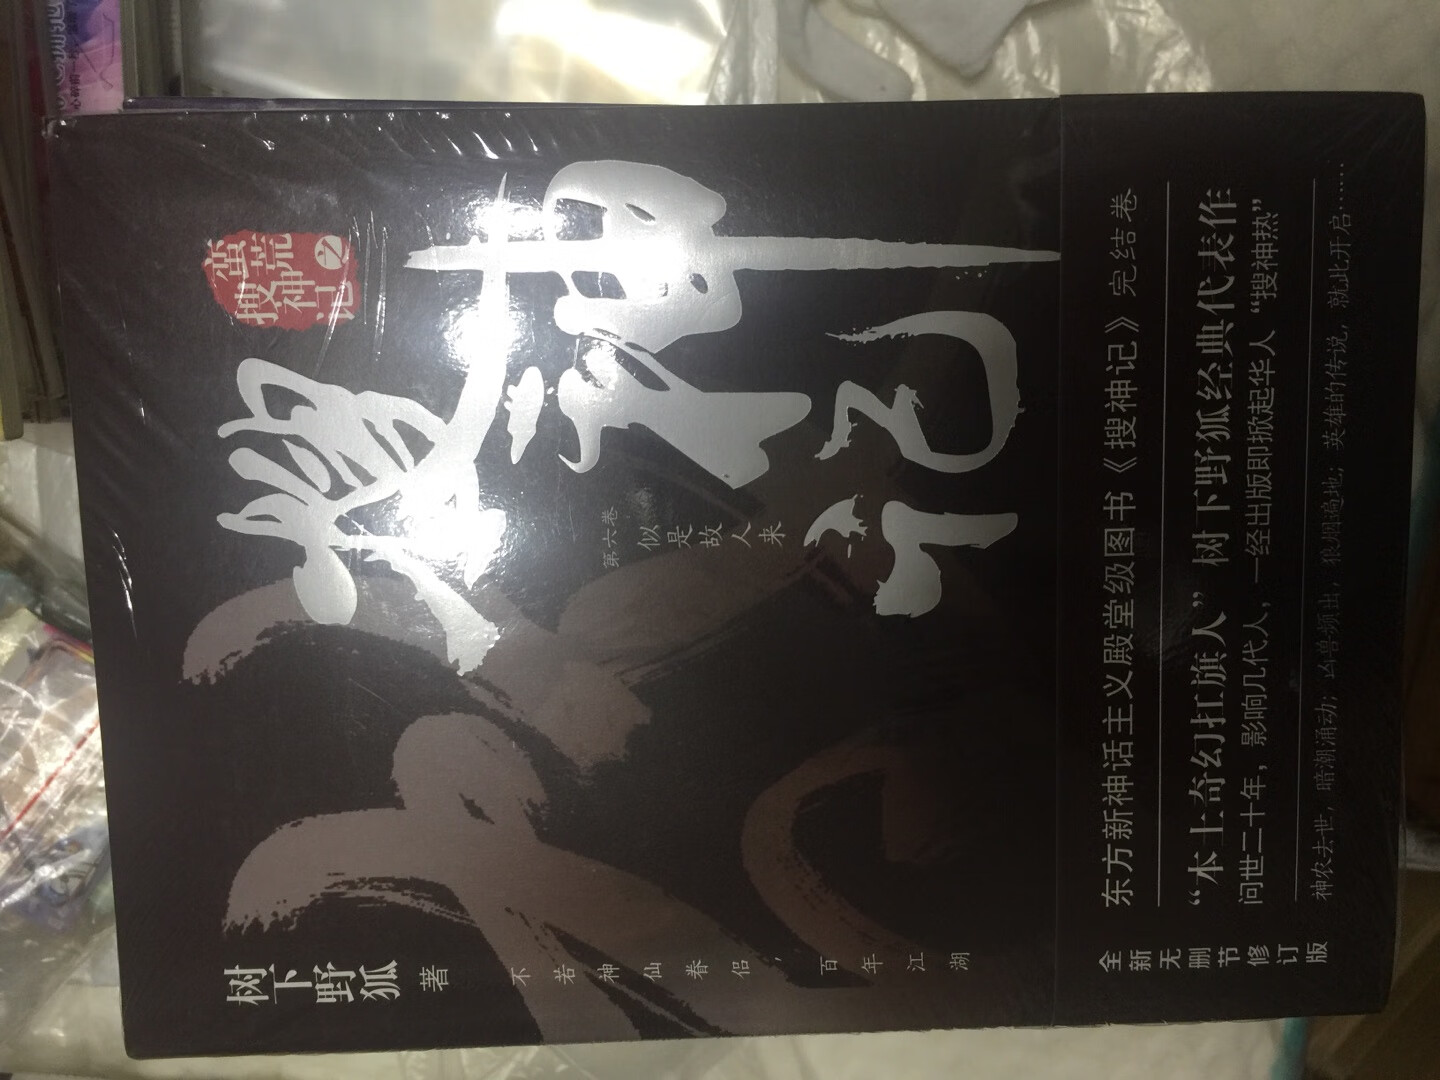 蛮荒
搜神记
之
搜神记
第六卷
似是故人来
树下野狐 著
不若神仙眷侣，百年江湖
东方新神话主义殿堂级图书《搜神记》完结卷
“本土奇幻扛旗人” 树下野狐经典代表作
问世二十年，影响几代人，一经出版即掀起华人“搜神热”
神农去世，暗潮涌动；凶兽频出，狼烟遍地；英雄的传说，就此开启……
全新无删节修订版